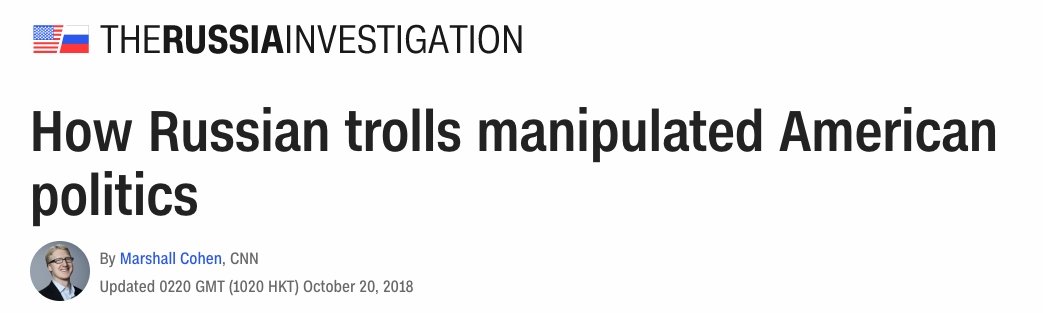 THERUSSIAINVESTIGATION
How Russian trolls manipulated American
politics
By Marshall Cohen, CNN
Updated 0220 GMT (1020 HKT) October 20, 2018